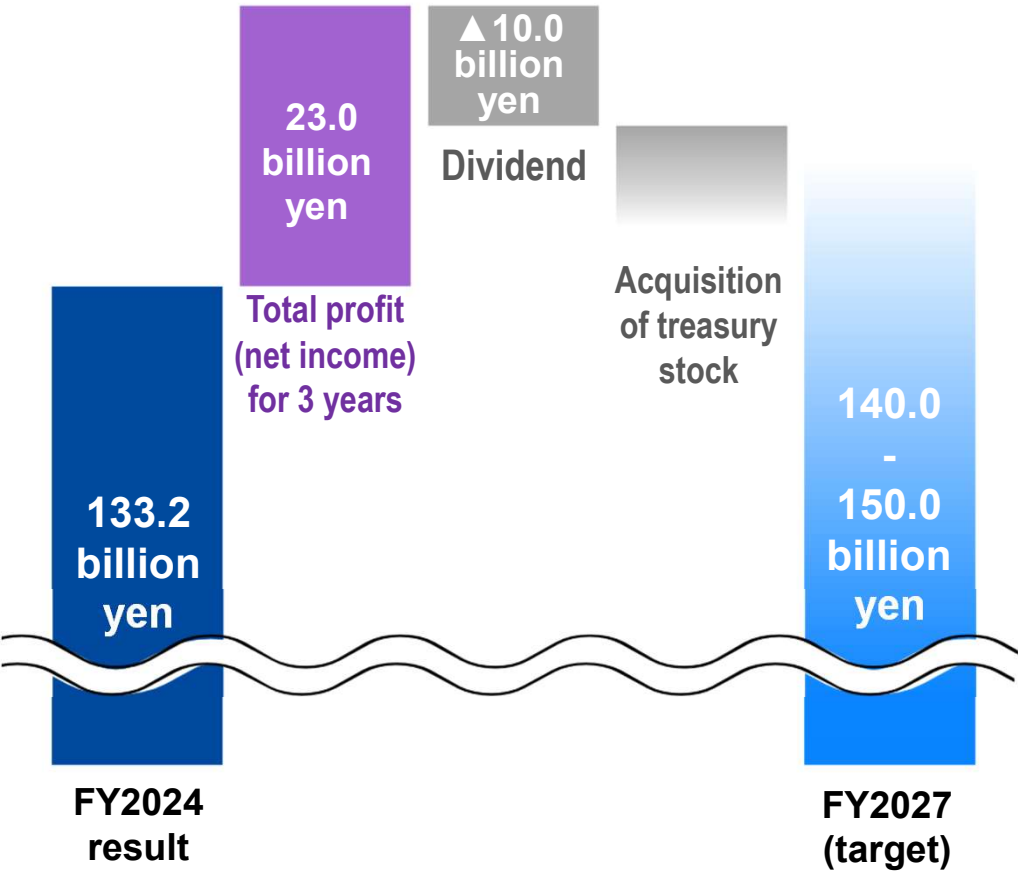 133.2
billion
yen
FY2024
result
23.0
billion
yen
Total profit
(net income)
for 3 years
▲10.0
billion
yen
Dividend
Acquisition
of treasury
stock
140.0
-
150.0
billion
yen
FY2027
(target)